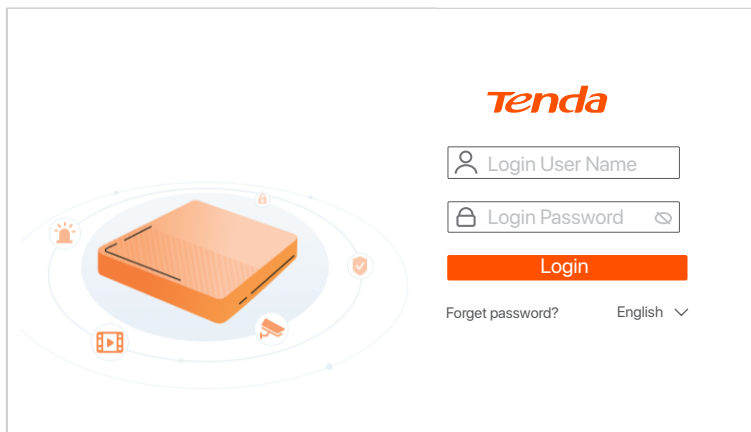 Tenda
Login User Name
Login Password
Login
Forget password?
English